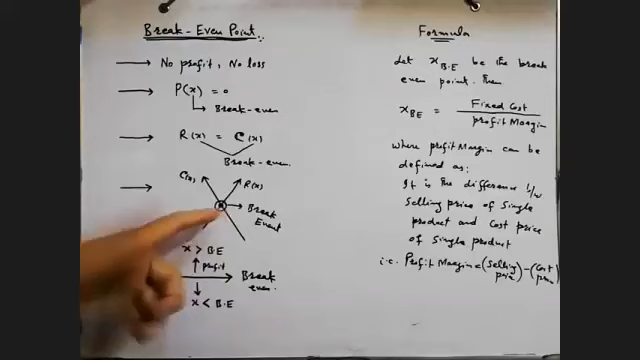 Break-Even Point.
No profit, No loss
P(x) = 0
Break-even
R(x) = C(x)
Break-even.
C(x) R(x)
Break
Event
x > B.E
profit
Break
even.
x < B.E
Formula
Let x B.E be the break
even point. Then
x BE = Fixed Cost
profit Margin
where profit Margin can be
defined as:
It is the difference b/w
Selling price of Single
product and Cost price
of Single product
i.e. Profit Margin = (Selling price) - (Cost